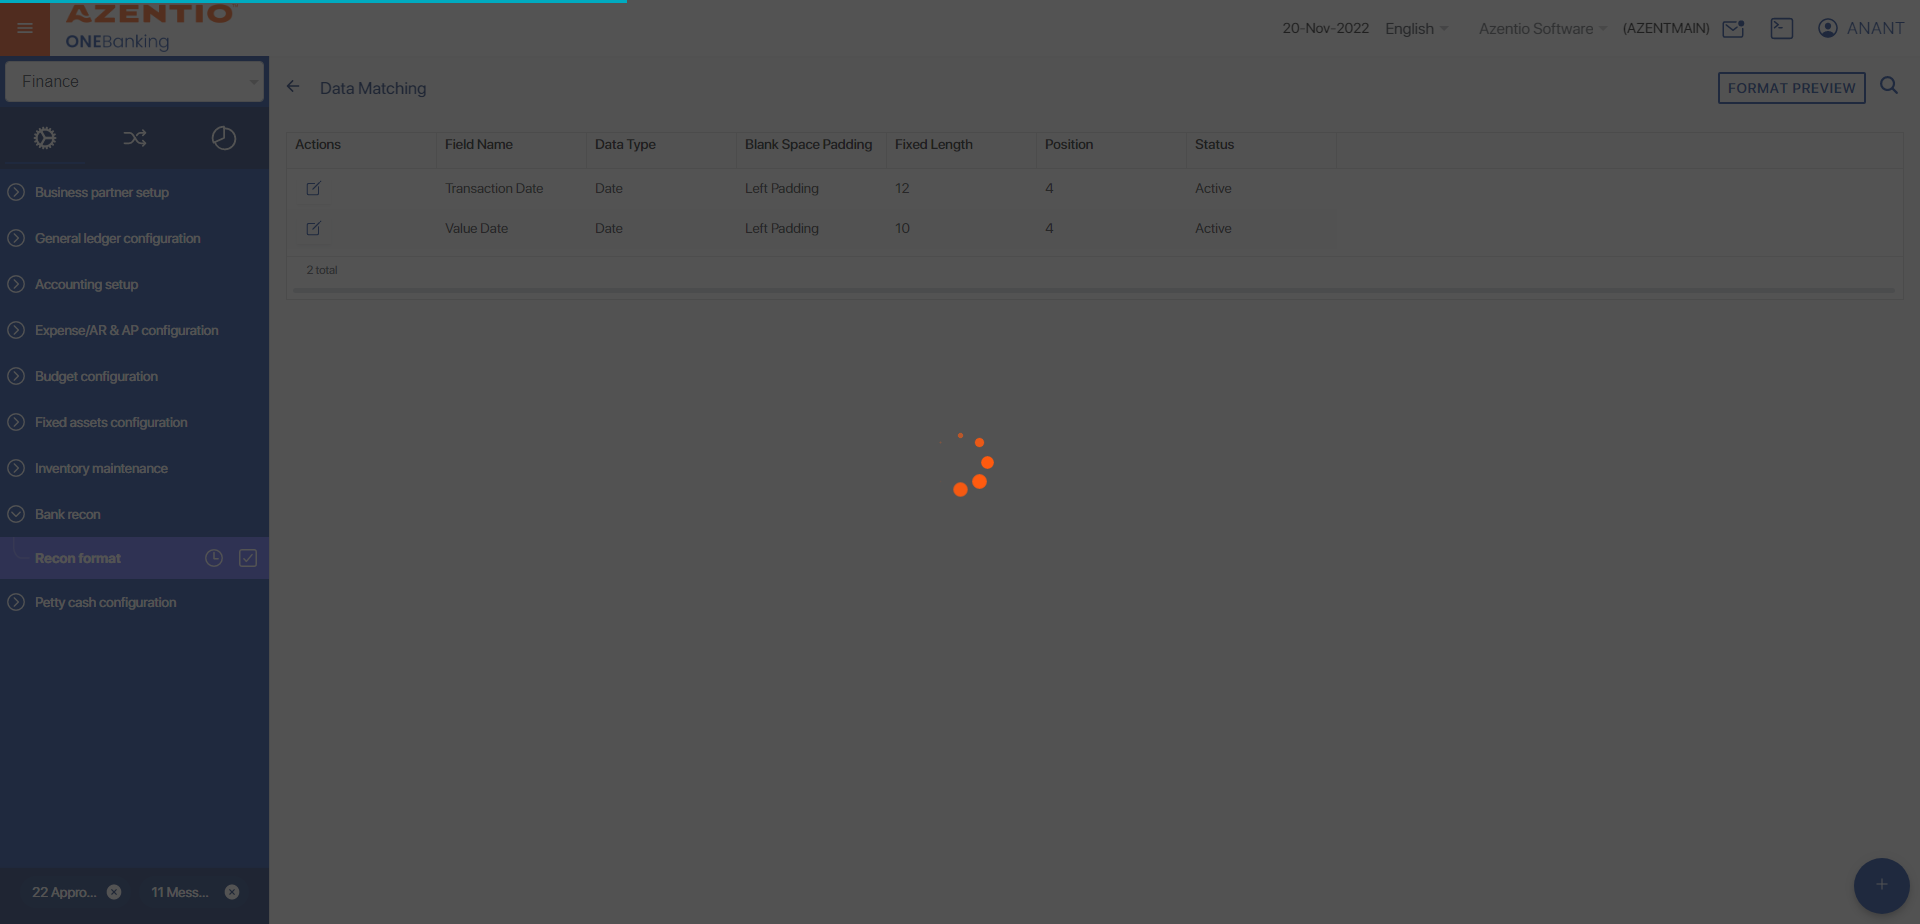 AZENTIO
ONEBanking
20-Nov-2022 English Azentio Software (AZENTMAIN) ANANT
Finance
Data Matching
FORMAT PREVIEW
Actions Field Name Data Type Blank Space Padding Fixed Length Position Status
Transaction Date Date Left Padding 12 4 Active
Value Date Date Left Padding 10 4 Active
2 total
Business partner setup
General ledger configuration
Accounting setup
Expense/AR & AP configuration
Budget configuration
Fixed assets configuration
Inventory maintenance
Bank recon
Recon format
Petty cash configuration
22 Appro... 11 Mess...